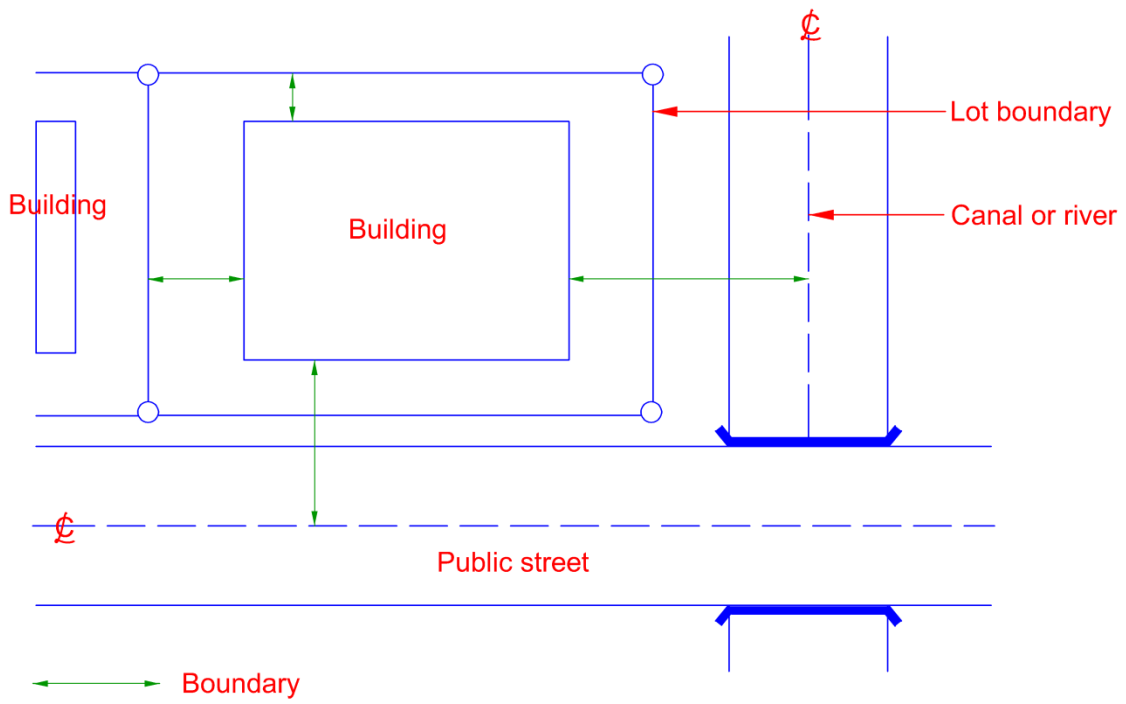 ℄
Lot boundary
Building
Building
Canal or river
℄
Public street
Boundary